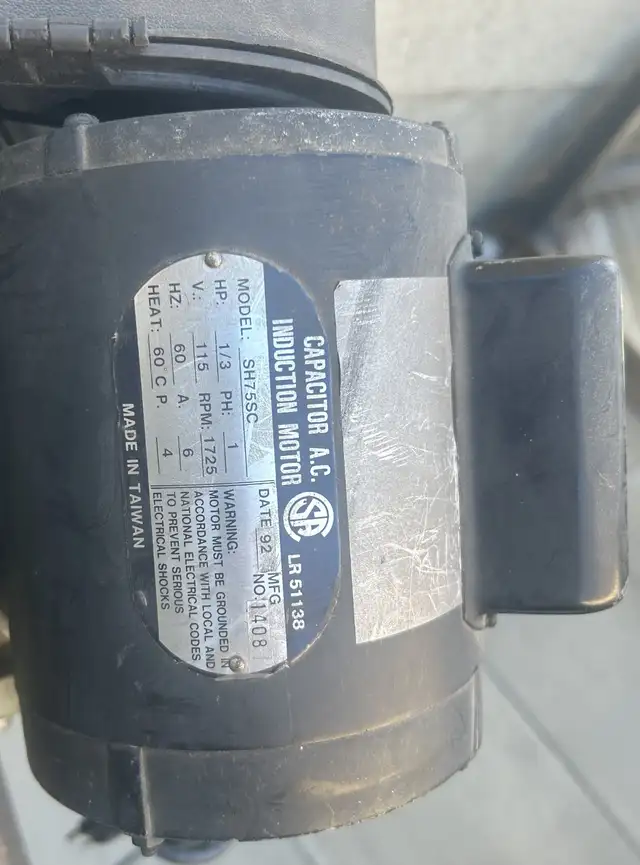 CAPACITOR A.C.
INDUCTION MOTOR
SA LR 51138
MODEL: SH75SC
HP: 1/3 PH: 1
V.: 115 RPM: 1725
HZ: 60 A. 6
HEAT: 60 C P. 4
DATE 92 MFG NO. 1408
WARNING:
MOTOR MUST BE GROUNDED IN
ACCORDANCE WITH LOCAL AND
NATIONAL ELECTRICAL CODES
TO PREVENT SERIOUS
ELECTRICAL SHOCKS
MADE IN TAIWAN